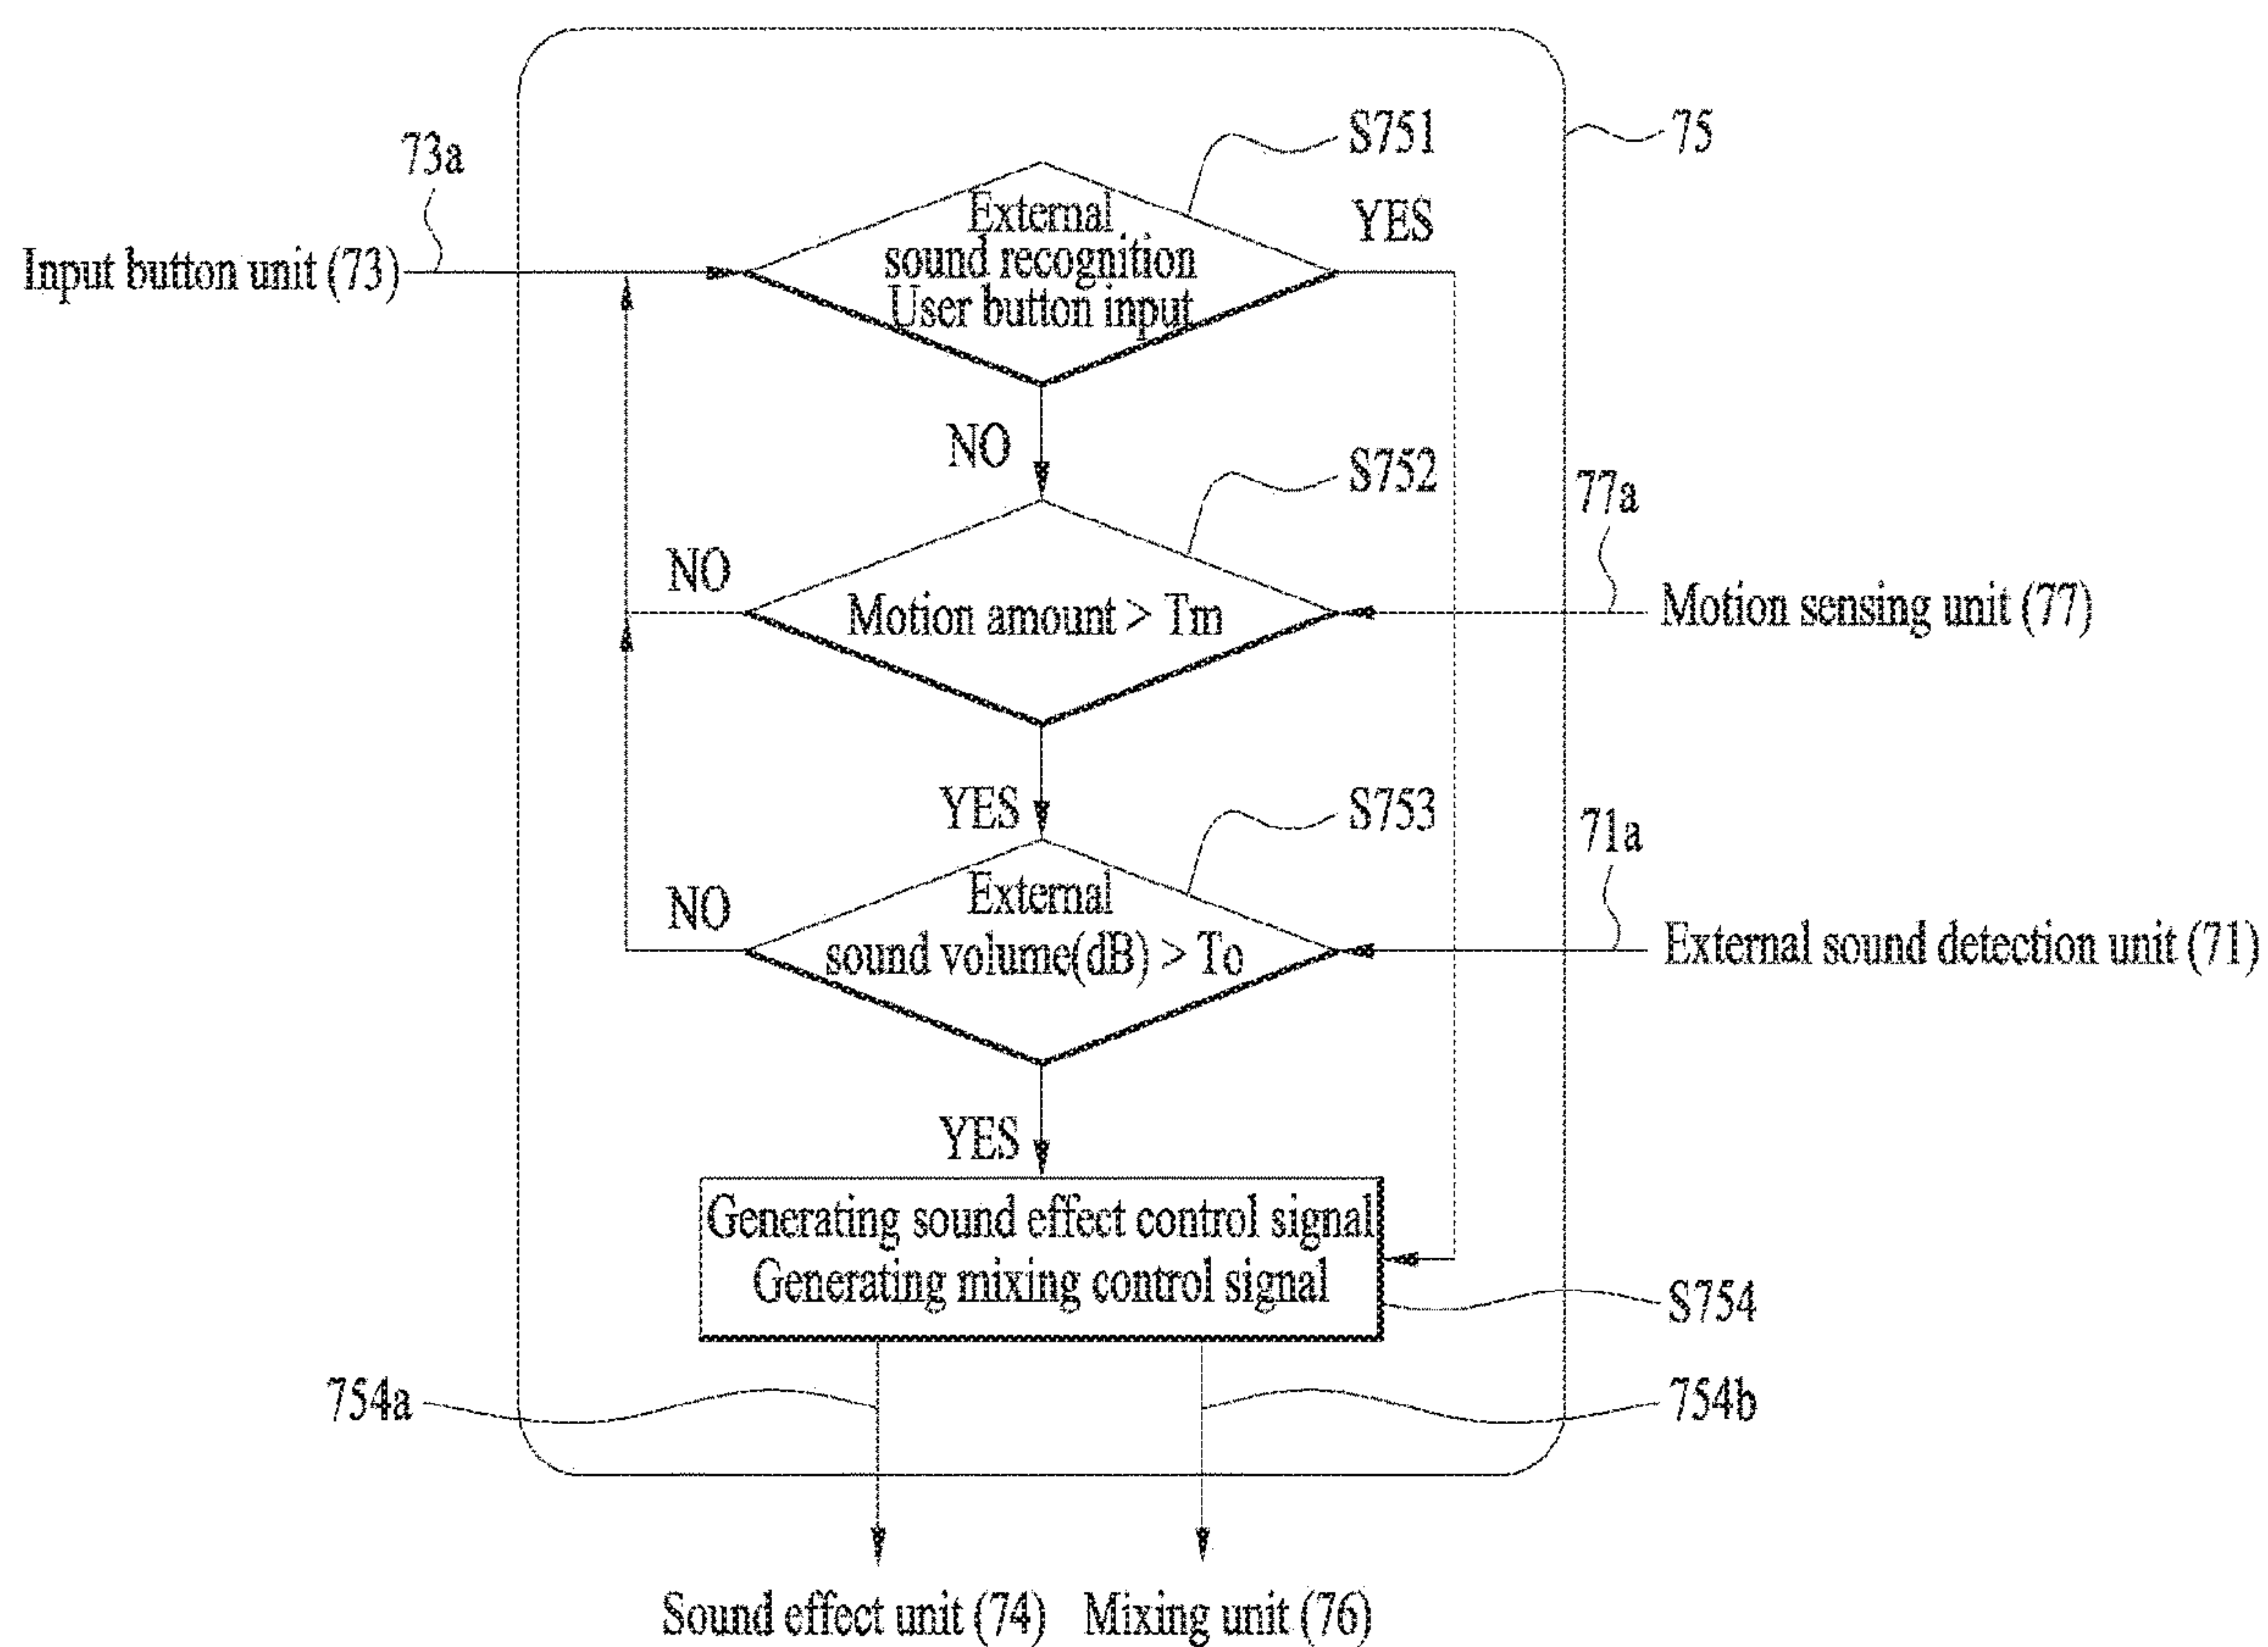 S751
75
73a
External
sound recognition
User button input
YES
Input button unit (73)
NO
S752
77a
NO
Motion amount > Tm
Motion sensing unit (77)
YES
S753
71a
NO
External
sound volume(dB) > To
External sound detection unit (71)
YES
Generating sound effect control signal
Generating mixing control signal
S754
754a
754b
Sound effect unit (74)
Mixing unit (76)